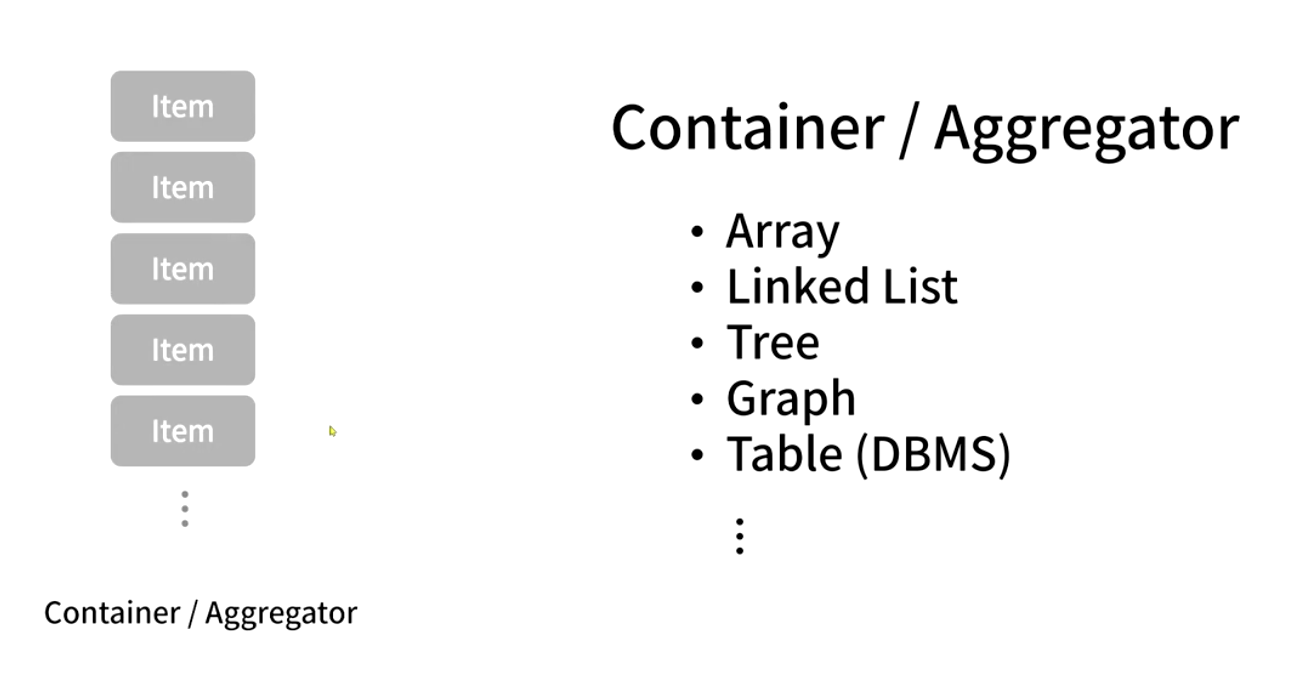 Item
Item
Item
Item
Item
⋮
Container / Aggregator
Container / Aggregator
• Array
• Linked List
• Tree
• Graph
• Table (DBMS)
⋮